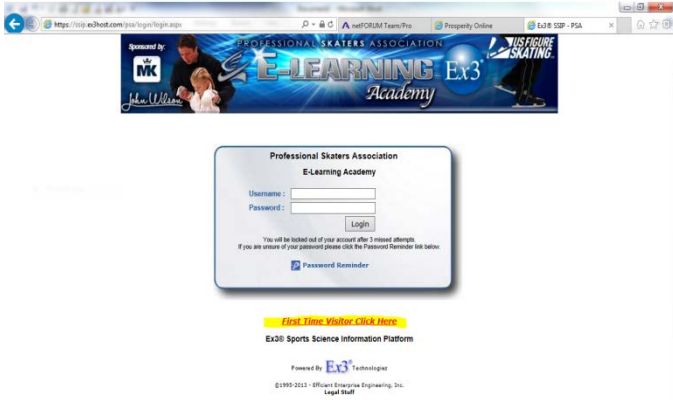 https://ssip.ex3host.com/psa/login/login.aspx
netFORUM Team/Pro
Prosperity Online
Ex3® SSIP - PSA
Sponsored by:
MK
John Wilson
PROFESSIONAL SKATERS ASSOCIATION
E-LEARNING
Academy
Ex3
US FIGURE
SKATING
Professional Skaters Association
E-Learning Academy
Username :
Password :
Login
You will be locked out of your account after 3 missed attempts.
If you are unsure of your password please click the Password Reminder link below.
Password Reminder
First Time Visitor Click Here
Ex3® Sports Science Information Platform
Powered By Ex3® Technologies
©1995-2013 - Efficient Enterprise Engineering, Inc.
Legal Stuff